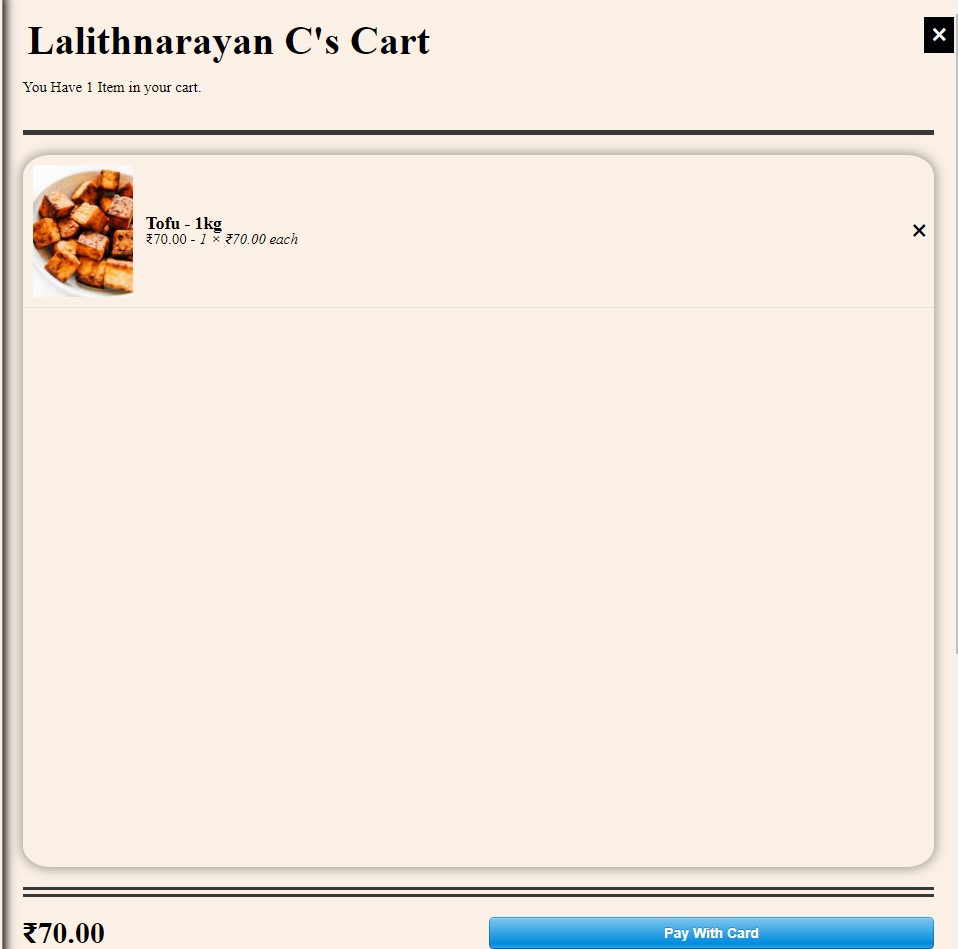 Lalithnarayan C's Cart
You Have 1 Item in your cart.
Tofu - 1kg
₹70.00 - 1 × ₹70.00 each
₹70.00
Pay With Card